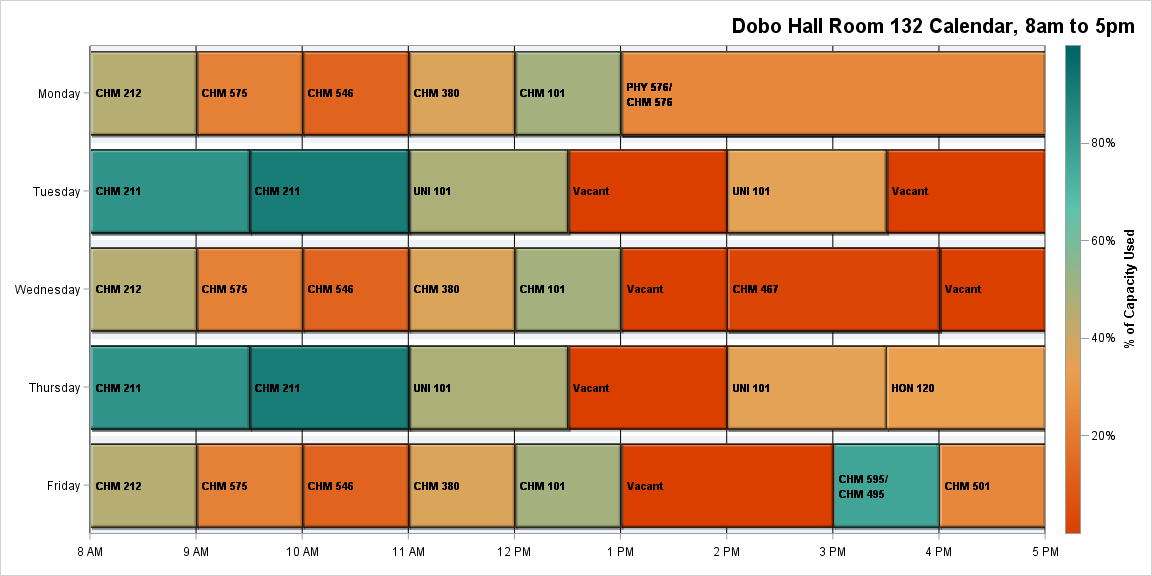 Dobo Hall Room 132 Calendar, 8am to 5pm
Monday
CHM 212
CHM 575
CHM 546
CHM 380
CHM 101
PHY 576/
CHM 576
Tuesday
CHM 211
CHM 211
UNI 101
Vacant
UNI 101
Vacant
Wednesday
CHM 212
CHM 575
CHM 546
CHM 380
CHM 101
Vacant
CHM 467
Vacant
Thursday
CHM 211
CHM 211
UNI 101
Vacant
UNI 101
HON 120
Friday
CHM 212
CHM 575
CHM 546
CHM 380
CHM 101
Vacant
CHM 595/
CHM 495
CHM 501
8 AM
9 AM
10 AM
11 AM
12 PM
1 PM
2 PM
3 PM
4 PM
5 PM
80%
60%
40%
20%
% of Capacity Used